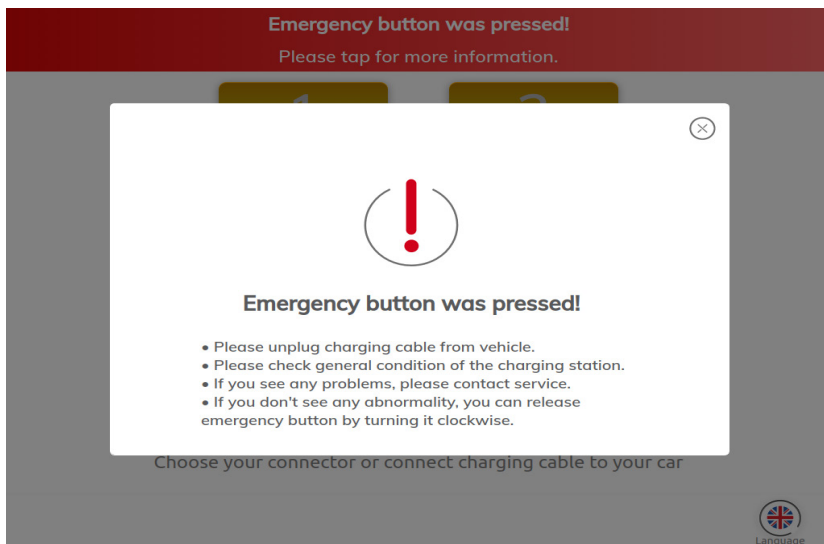 Emergency button was pressed!
Please tap for more information.
Emergency button was pressed!
• Please unplug charging cable from vehicle.
• Please check general condition of the charging station.
• If you see any problems, please contact service.
• If you don't see any abnormality, you can release
emergency button by turning it clockwise.
Choose your connector or connect charging cable to your car
Language